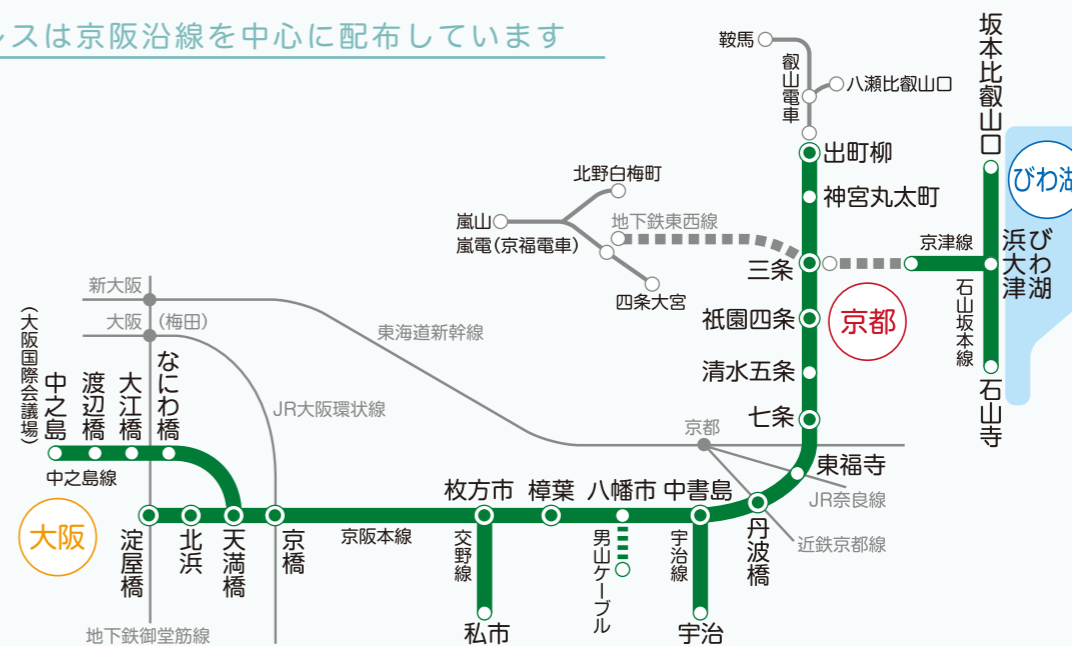 レスは京阪沿線を中心に配布しています
鞍馬
叡山電車
八瀬比叡山口
坂本比叡山口
出町柳
びわ湖
北野白梅町
神宮丸太町
嵐山
地下鉄東西線
嵐電(京福電車)
京津線
びわ湖
浜大津
三条
四条大宮
石山坂本線
新大阪
祇園四条
京都
大阪
(梅田)
東海道新幹線
(大阪国際会議場)
中之島
渡辺橋
大江橋
なにわ橋
清水五条
石山寺
JR大阪環状線
七条
京都
中之島線
東福寺
枚方市
樟葉
八幡市
中書島
JR奈良線
大阪
淀屋橋
北浜
天満橋
京橋
京阪本線
交野線
男山ケーブル
宇治線
丹波橋
近鉄京都線
地下鉄御堂筋線
私市
宇治